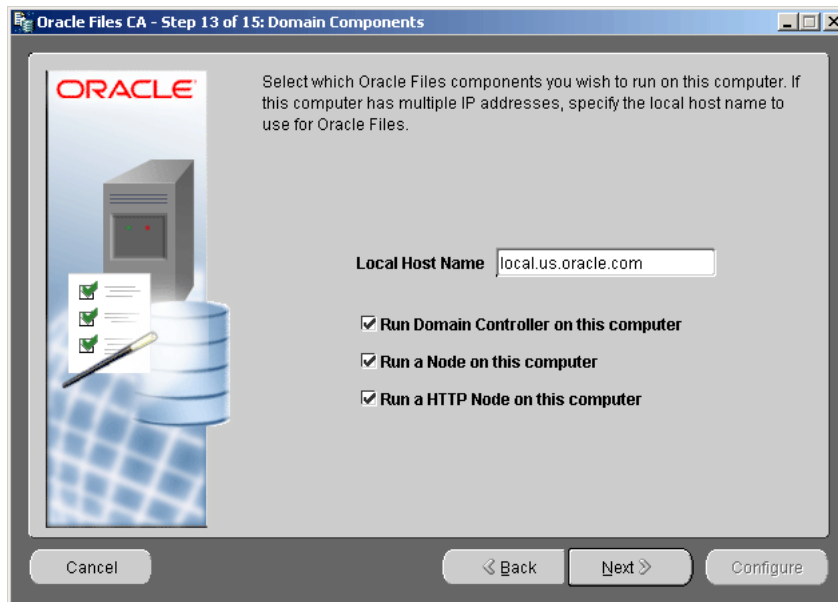 Oracle Files CA - Step 13 of 15: Domain Components
ORACLE
Select which Oracle Files components you wish to run on this computer. If
this computer has multiple IP addresses, specify the local host name to
use for Oracle Files.
Local Host Name local.us.oracle.com
Run Domain Controller on this computer
Run a Node on this computer
Run a HTTP Node on this computer
Cancel Back Next Configure